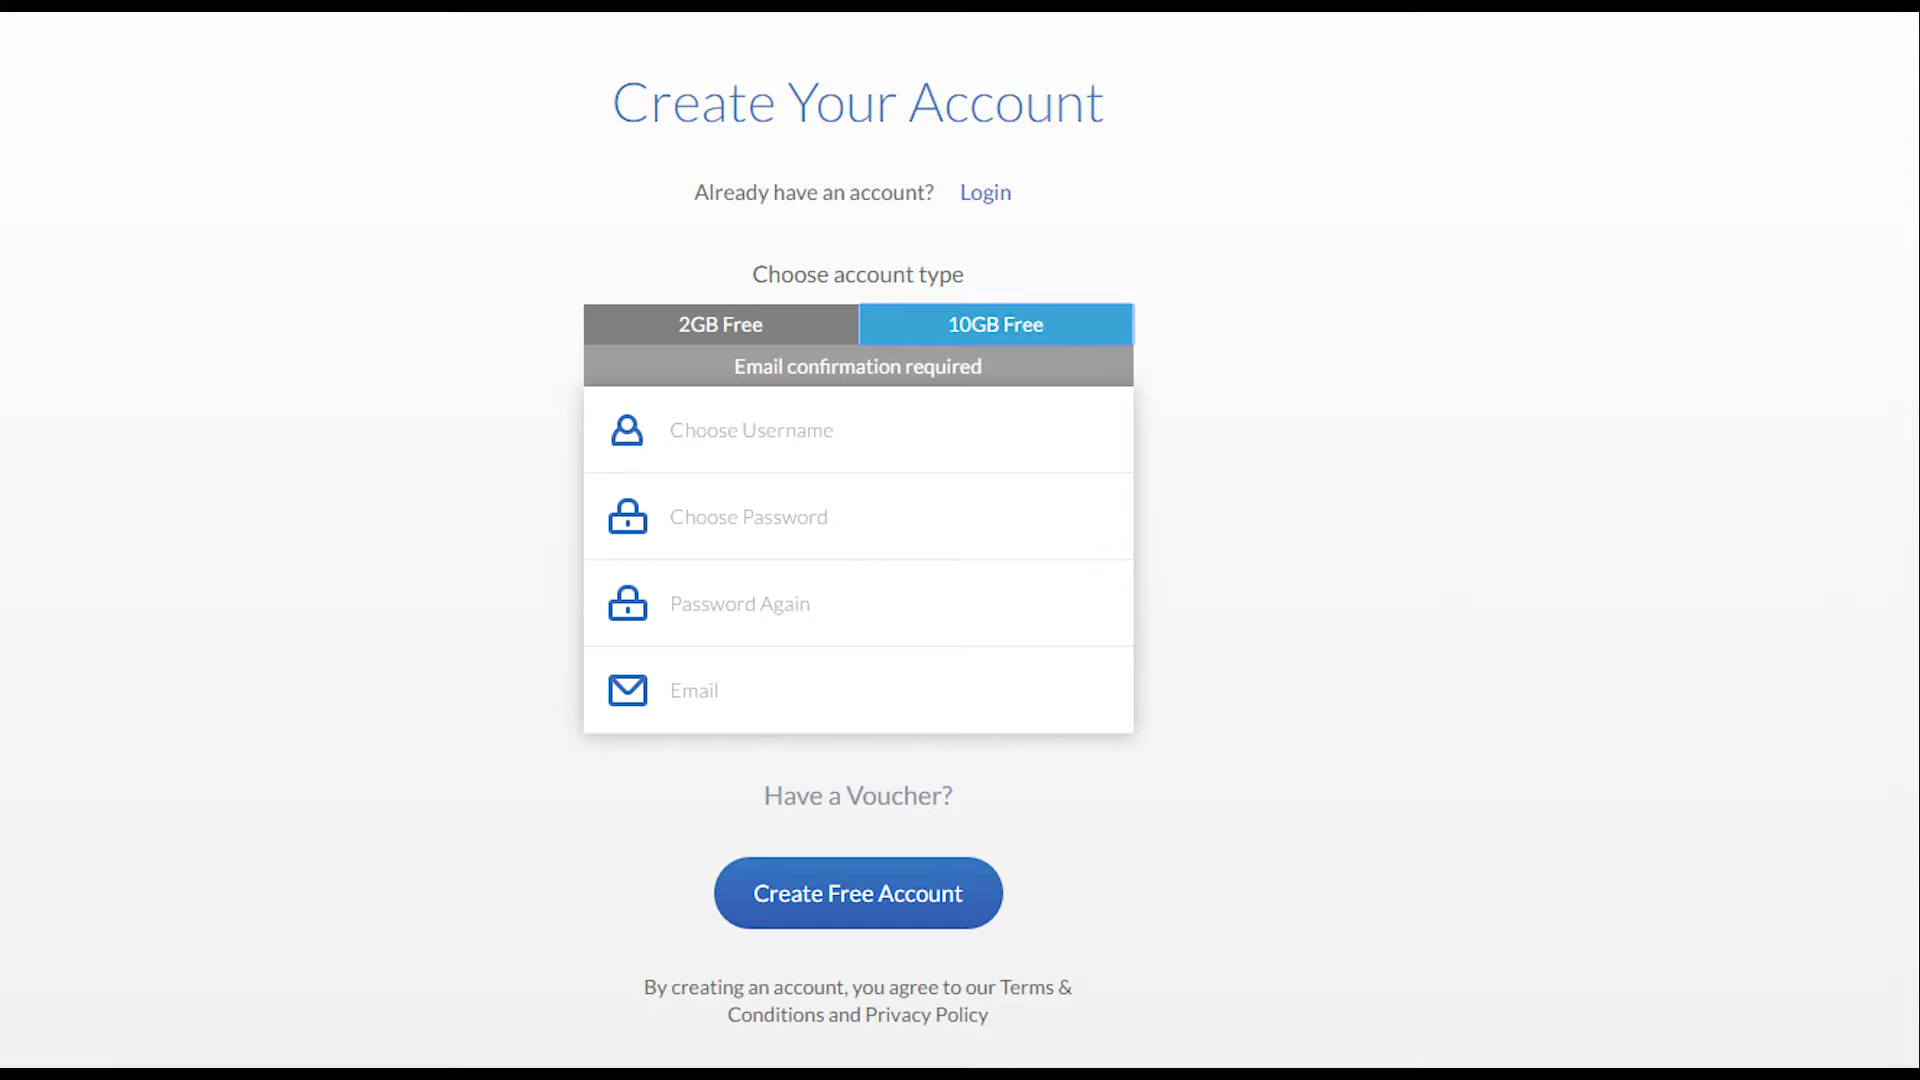 Create Your Account
Already have an account? Login
Choose account type
2GB Free 10GB Free
Email confirmation required
Choose Username
Choose Password
Password Again
Email
Have a Voucher?
Create Free Account
By creating an account, you agree to our Terms &
Conditions and Privacy Policy